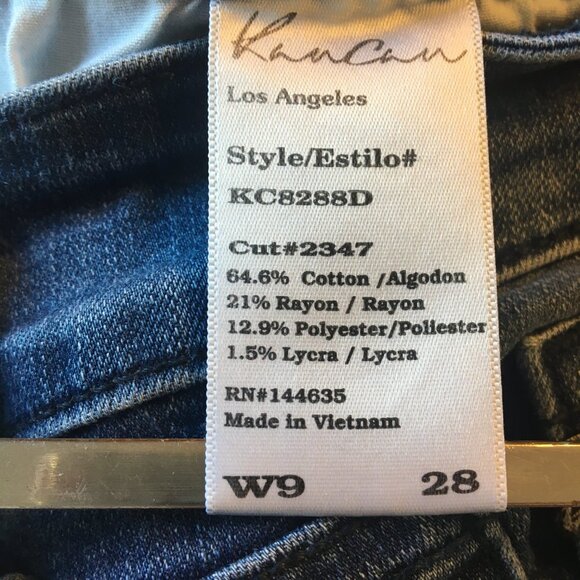 KanCan
Los Angeles
Style/Estilo#
KC8288D
Cut#2347
64.6% Cotton /Algodon
21% Rayon / Rayon
12.9% Polyester/Poliester
1.5% Lycra / Lycra
RN#144635
Made in Vietnam
W9 28